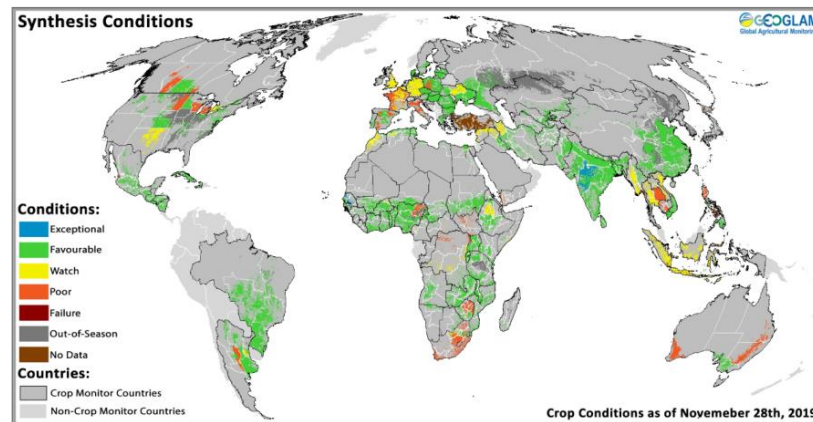 Synthesis Conditions
GEOGLAM
Global Agricultural Monitoring
Conditions:
Exceptional
Favourable
Watch
Poor
Failure
Out-of-Season
No Data
Countries:
Crop Monitor Countries
Non-Crop Monitor Countries
Crop Conditions as of Novemeber 28th, 2019